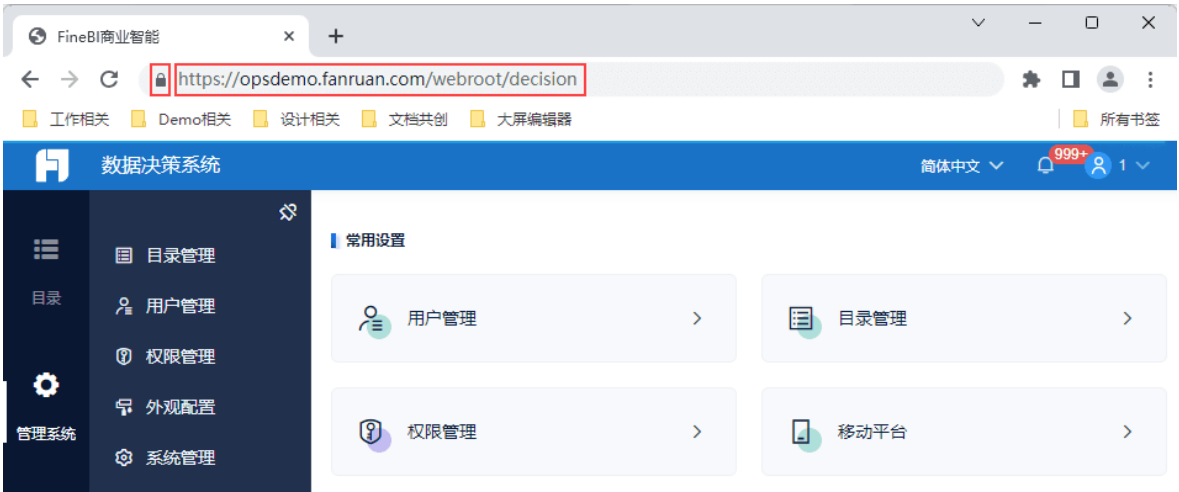 FineBI商业智能
https://opsdemo.fanruan.com/webroot/decision
工作相关 Demo相关 设计相关 文档共创 大屏编辑器 所有书签
数据决策系统 简体中文 999+ 1
目录
管理系统
目录管理
用户管理
权限管理
外观配置
系统管理
常用设置
用户管理 目录管理
权限管理 移动平台